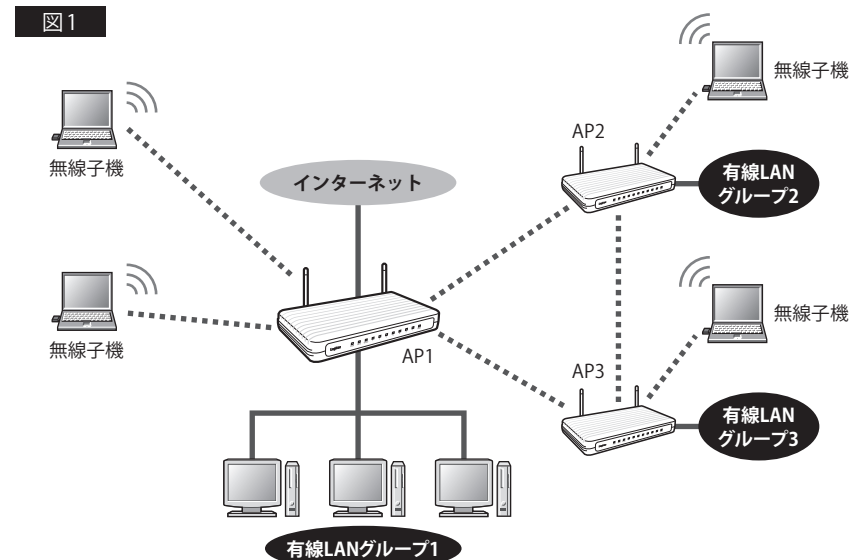 図1
無線子機
AP2
無線子機
インターネット
有線LAN
グループ2
無線子機
無線子機
AP1
AP3
有線LAN
グループ3
有線LANグループ1